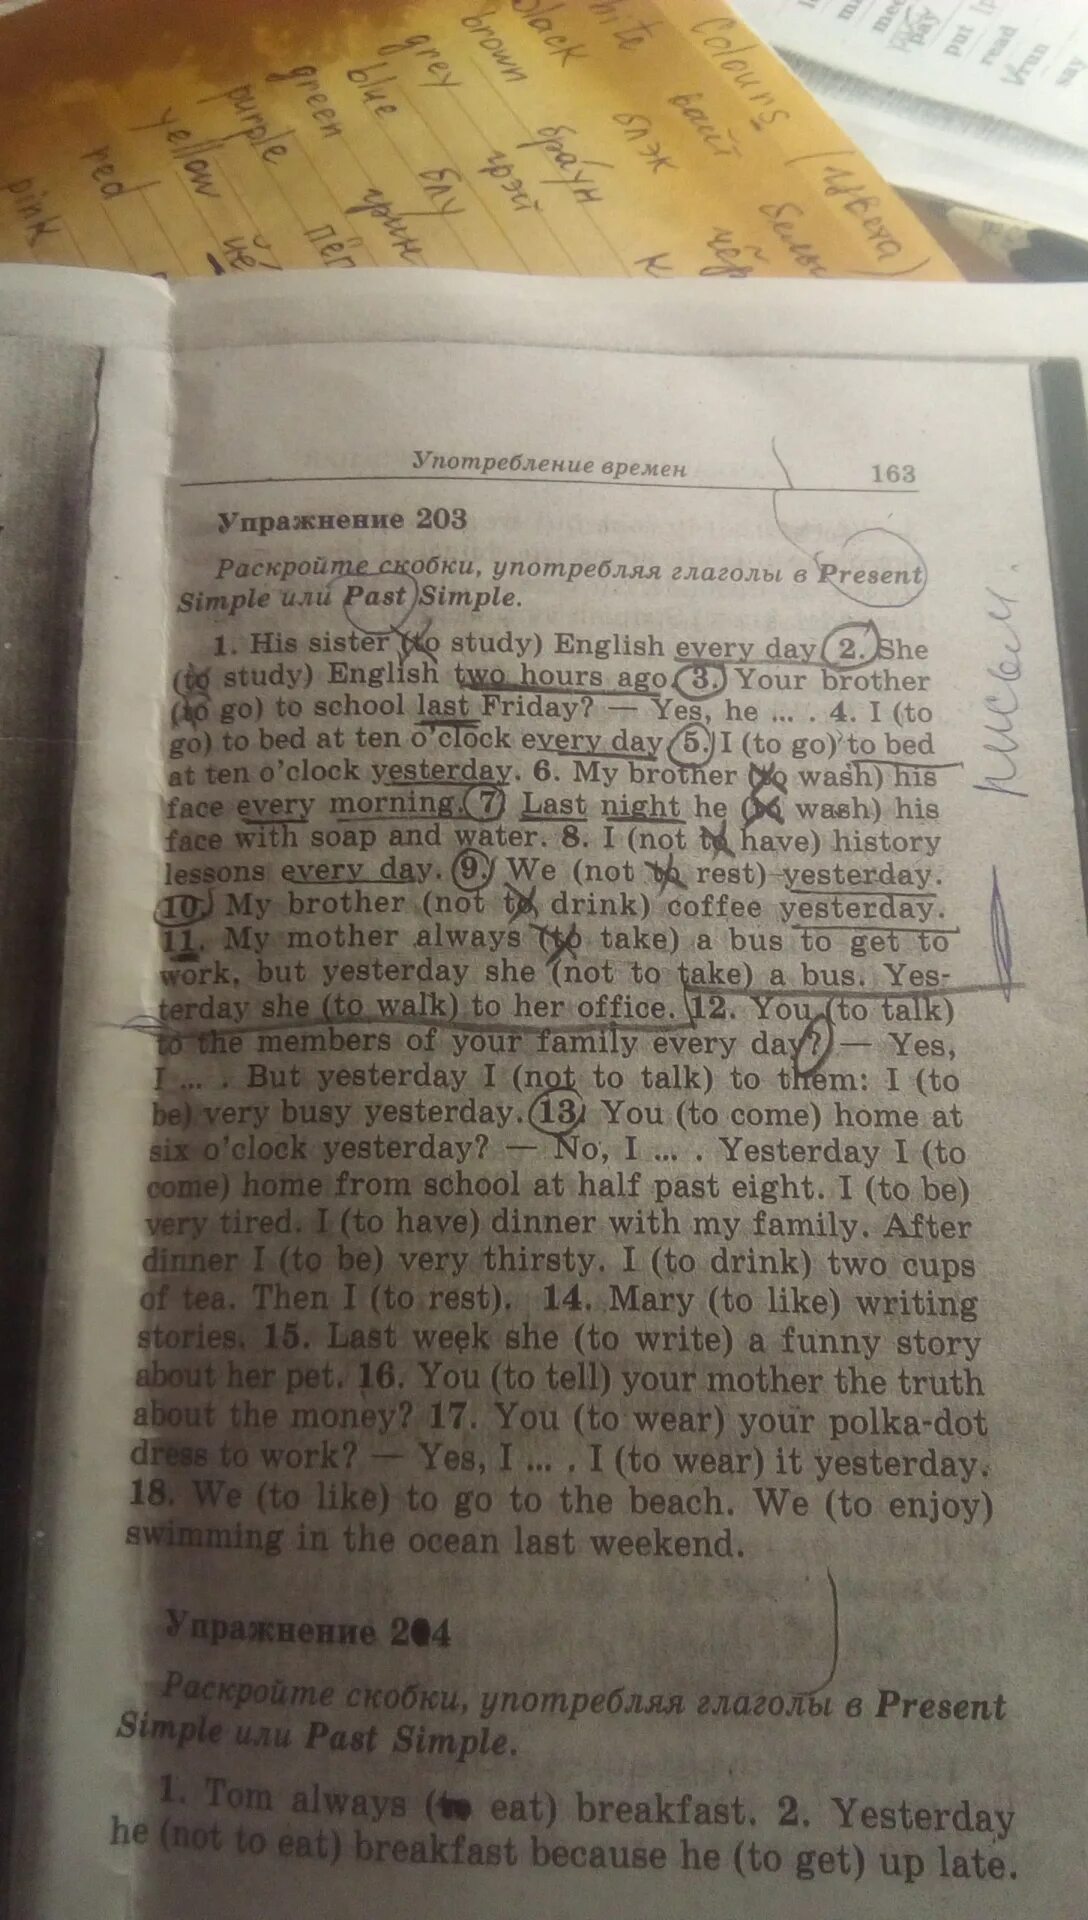 Colours (Цвета)
white вайт белый
black блэк
brown браун
grey грэй
blue блу
green грин
purple
yellow
red
pink
put
read
run
say
pay
Употребление времен 163
Упражнение 203
Раскройте скобки, употребляя глаголы в Present
Simple или Past Simple.
1. His sister (to study) English every day 2. She
(to study) English two hours ago. 3. Your brother
(to go) to school last Friday? — Yes, he ... . 4. I (to
go) to bed at ten o'clock every day 5. I (to go) to bed
at ten o'clock yesterday. 6. My brother (to wash) his
face every morning. 7. Last night he (to wash) his
face with soap and water. 8. I (not to have) history
lessons every day. 9. We (not to rest) yesterday.
10. My brother (not to drink) coffee yesterday.
11. My mother always (to take) a bus to get to
work, but yesterday she (not to take) a bus. Yes-
terday she (to walk) to her office. 12. You (to talk)
to the members of your family every day? — Yes,
I ... . But yesterday I (not to talk) to them: I (to
be) very busy yesterday. 13. You (to come) home at
six o'clock yesterday? — No, I ... . Yesterday I (to
come) home from school at half past eight. I (to be)
very tired. I (to have) dinner with my family. After
dinner I (to be) very thirsty. I (to drink) two cups
of tea. Then I (to rest). 14. Mary (to like) writing
stories. 15. Last week she (to write) a funny story
about her pet. 16. You (to tell) your mother the truth
about the money? 17. You (to wear) your polka-dot
dress to work? — Yes, I ... . I (to wear) it yesterday.
18. We (to like) to go to the beach. We (to enjoy)
swimming in the ocean last weekend.
письм.
Упражнение 204
Раскройте скобки, употребляя глаголы в Present
Simple или Past Simple.
1. Tom always (to eat) breakfast. 2. Yesterday
he (not to eat) breakfast because he (to get) up late.